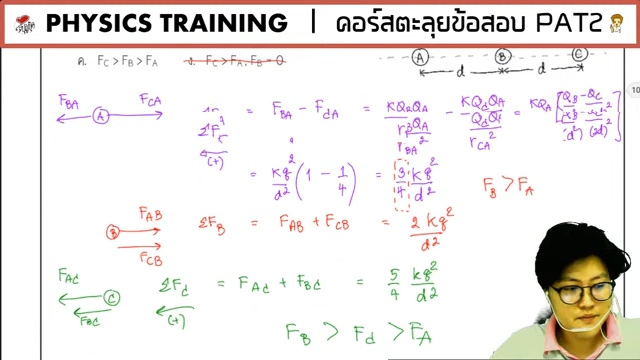 PHYSICS TRAINING คอร์สตะลุยข้อสอบ PAT2
ค. F_C > F_B > F_A ง. F_C > F_A, F_B = 0
A B C
d d
F_BA A F_CA
= F_BA - F_CA = KQ_BQ_A/r_BA² - KQ_CQ_A/r_CA² = KQ_A [Q_B/(d²) - Q_C/(2d)²]
(+)
= kq²/d² (1 - 1/4) = 3/4 kq²/d²
F_B > F_A
B F_AB F_CB ΣF_B = F_AB + F_CB = 2kq²/d²
F_AC F_BC C ΣF_C = F_AC + F_BC = 5/4 kq²/d²
(+)
F_B > F_C > F_A